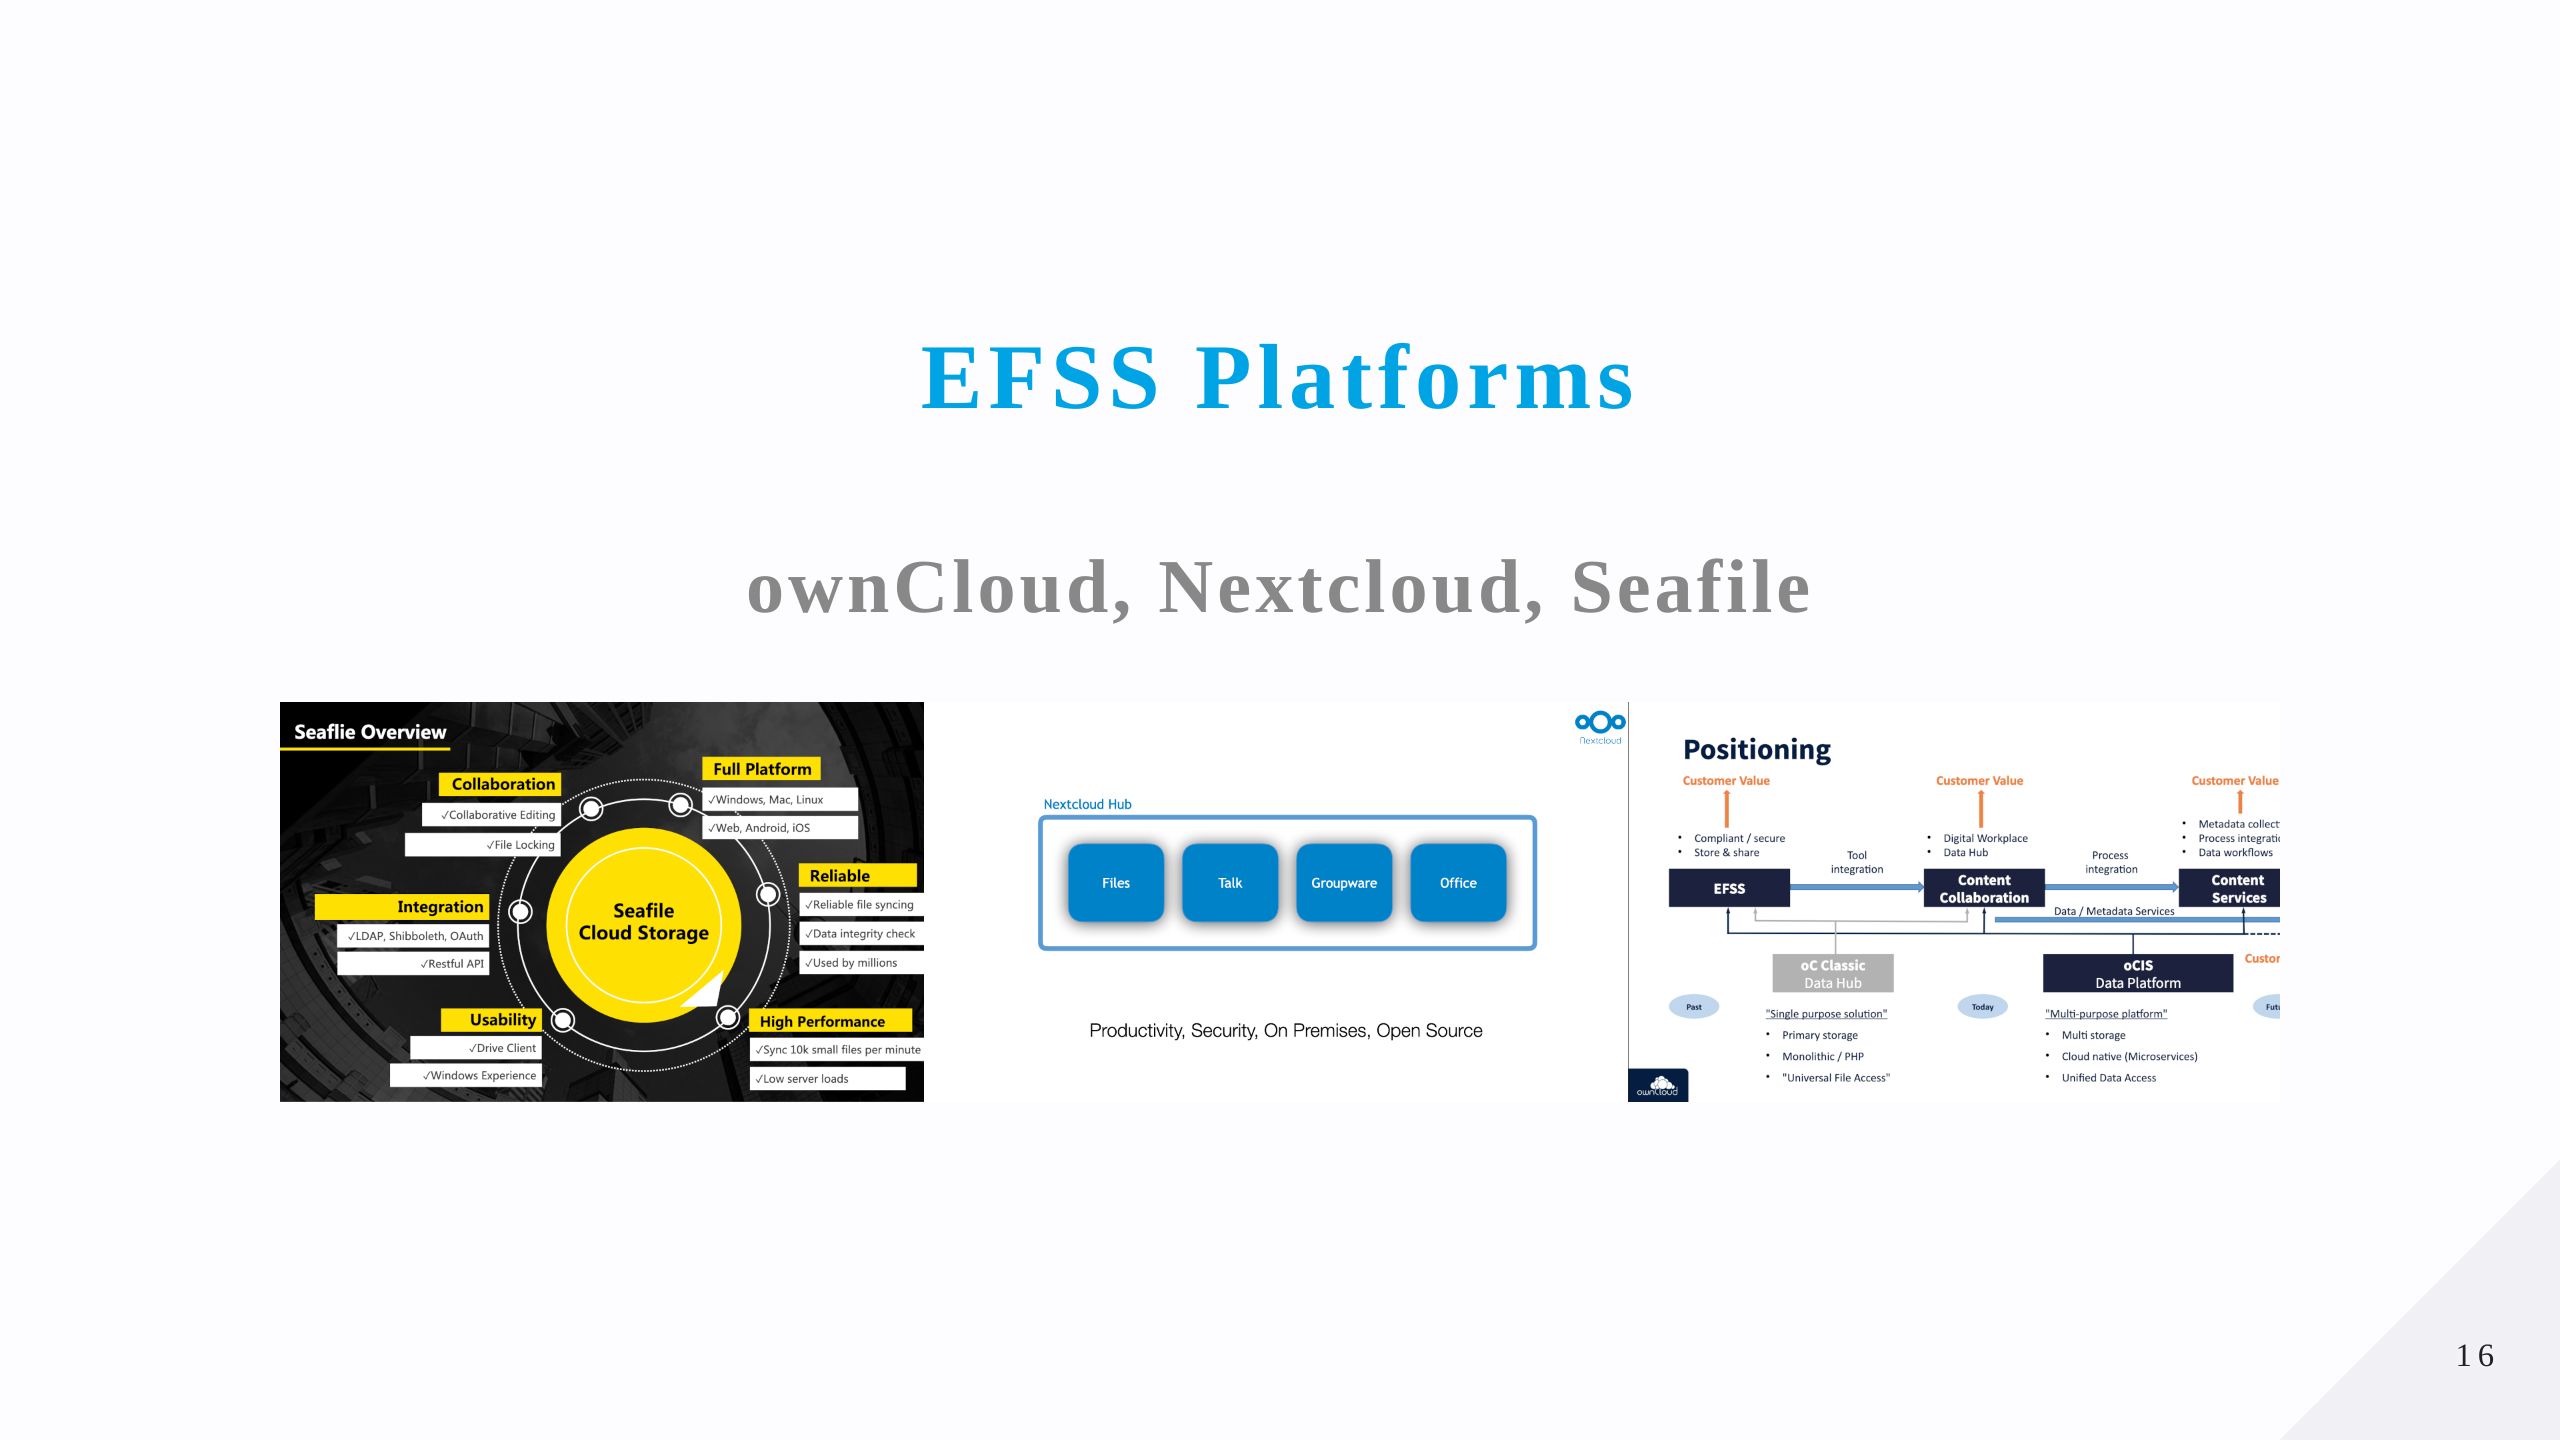 EFSS Platforms
ownCloud, Nextcloud, Seafile
Seaflie Overview
Collaboration
✓Collaborative Editing
✓File Locking
Full Platform
✓Windows, Mac, Linux
✓Web, Android, iOS
Reliable
✓Reliable file syncing
✓Data integrity check
✓Used by millions
Integration
✓LDAP, Shibboleth, OAuth
✓Restful API
Seafile
Cloud Storage
Usability
✓Drive Client
✓Windows Experience
High Performance
✓Sync 10k small files per minute
✓Low server loads
Nextcloud
Nextcloud Hub
Files Talk Groupware Office
Productivity, Security, On Premises, Open Source
Positioning
Customer Value Customer Value Customer Value
• Compliant / secure
• Store & share
Tool
integration
• Digital Workplace
• Data Hub
Process
integration
• Metadata collect
• Process integratio
• Data workflows
EFSS
Content
Collaboration
Content
Services
Data / Metadata Services
oC Classic
Data Hub
oCIS
Data Platform
Custor
Past
Today
Futu
"Single purpose solution"
• Primary storage
• Monolithic / PHP
• "Universal File Access"
"Multi-purpose platform"
• Multi storage
• Cloud native (Microservices)
• Unified Data Access
ownCloud
16